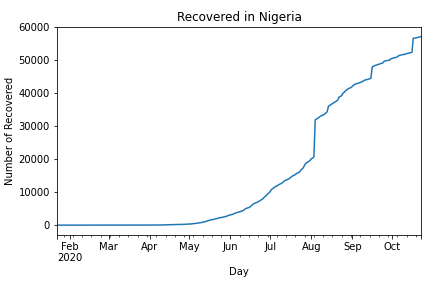 Recovered in Nigeria
Number of Recovered
60000
50000
40000
30000
20000
10000
0
Feb Mar Apr May Jun Jul Aug Sep Oct
2020
Day